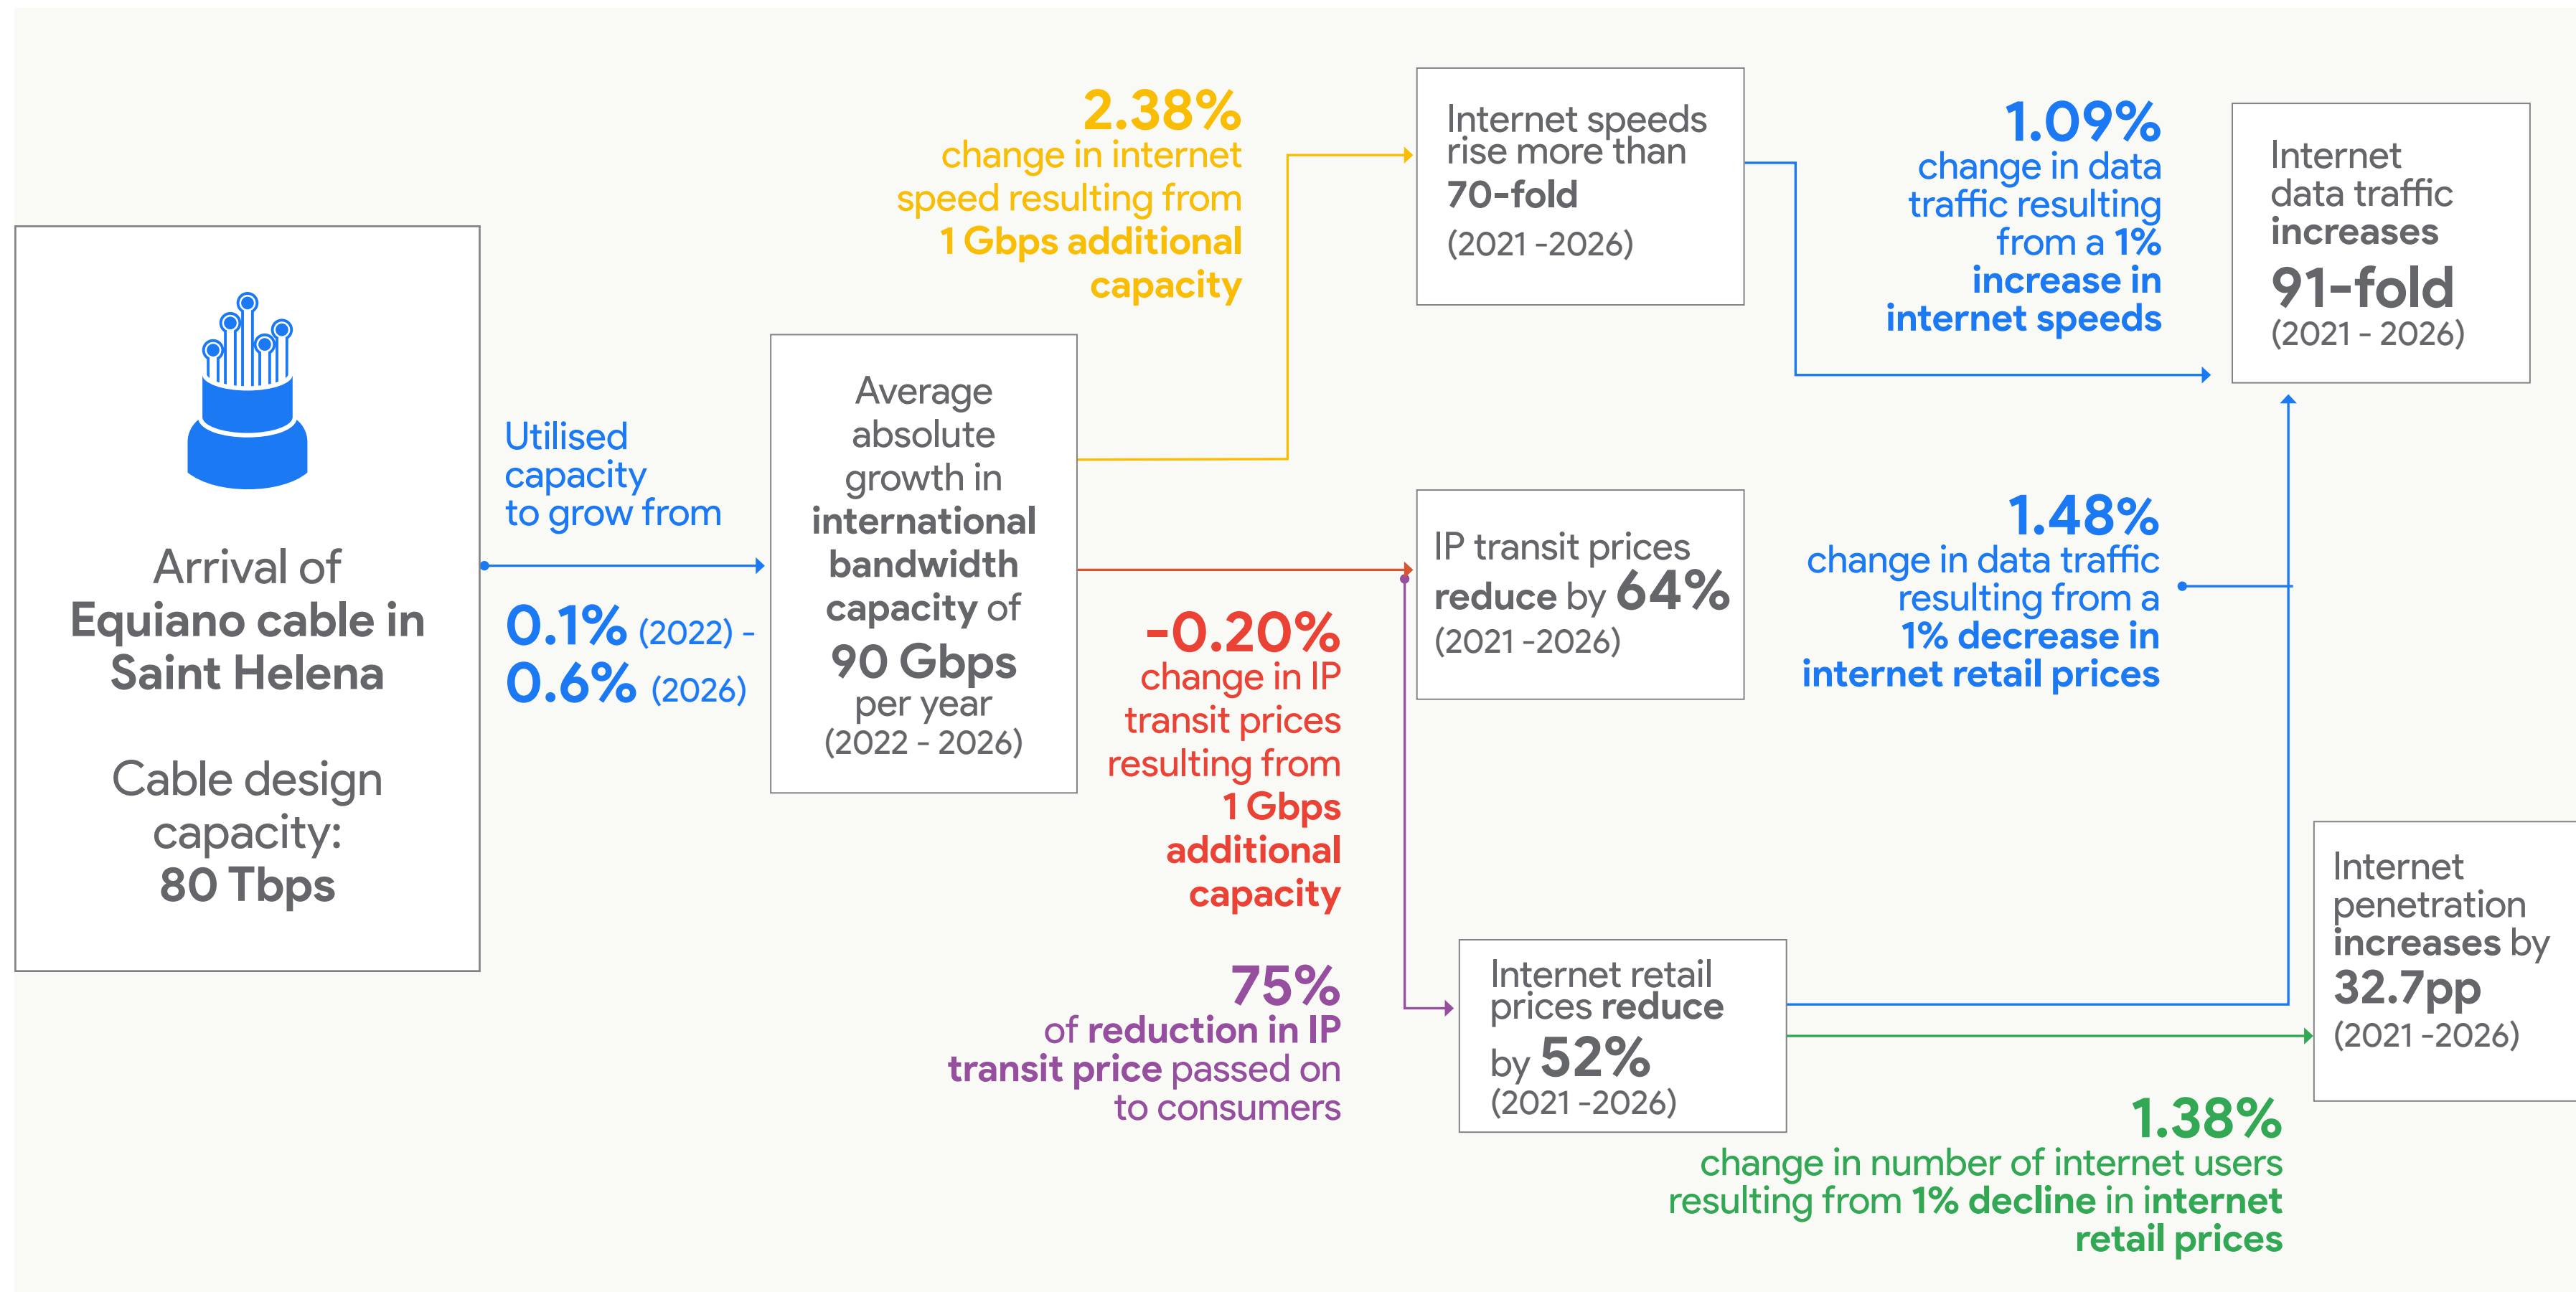 Arrival of
Equiano cable in
Saint Helena
Cable design
capacity:
80 Tbps
Utilised
capacity
to grow from
0.1% (2022) -
0.6% (2026)
Average
absolute
growth in
international
bandwidth
capacity of
90 Gbps
per year
(2022 - 2026)
2.38%
change in internet
speed resulting from
1 Gbps additional
capacity
Internet speeds
rise more than
70-fold
(2021 -2026)
1.09%
change in data
traffic resulting
from a 1%
increase in
internet speeds
Internet
data traffic
increases
91-fold
(2021 - 2026)
-0.20%
change in IP
transit prices
resulting from
1 Gbps
additional
capacity
IP transit prices
reduce by 64%
(2021 -2026)
1.48%
change in data traffic
resulting from a
1% decrease in
internet retail prices
75%
of reduction in IP
transit price passed on
to consumers
Internet retail
prices reduce
by 52%
(2021 -2026)
Internet
penetration
increases by
32.7pp
(2021 -2026)
1.38%
change in number of internet users
resulting from 1% decline in internet
retail prices